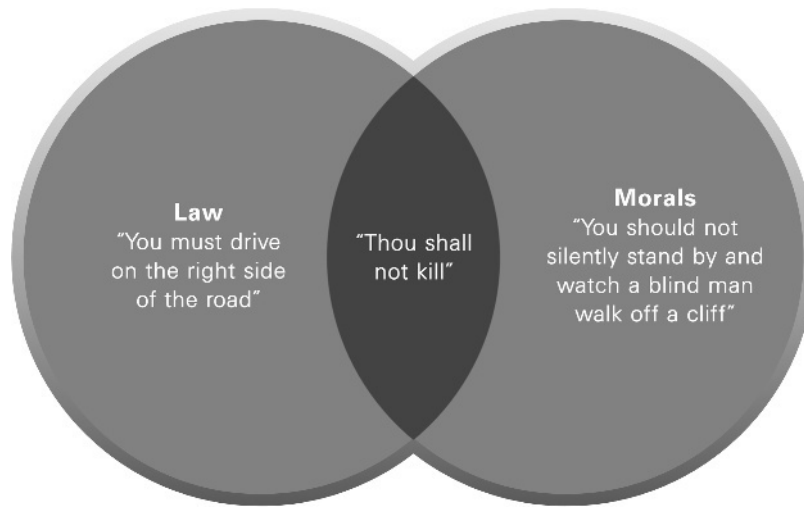 Law
“You must drive
on the right side
of the road”
“Thou shall
not kill”
Morals
“You should not
silently stand by and
watch a blind man
walk off a cliff”